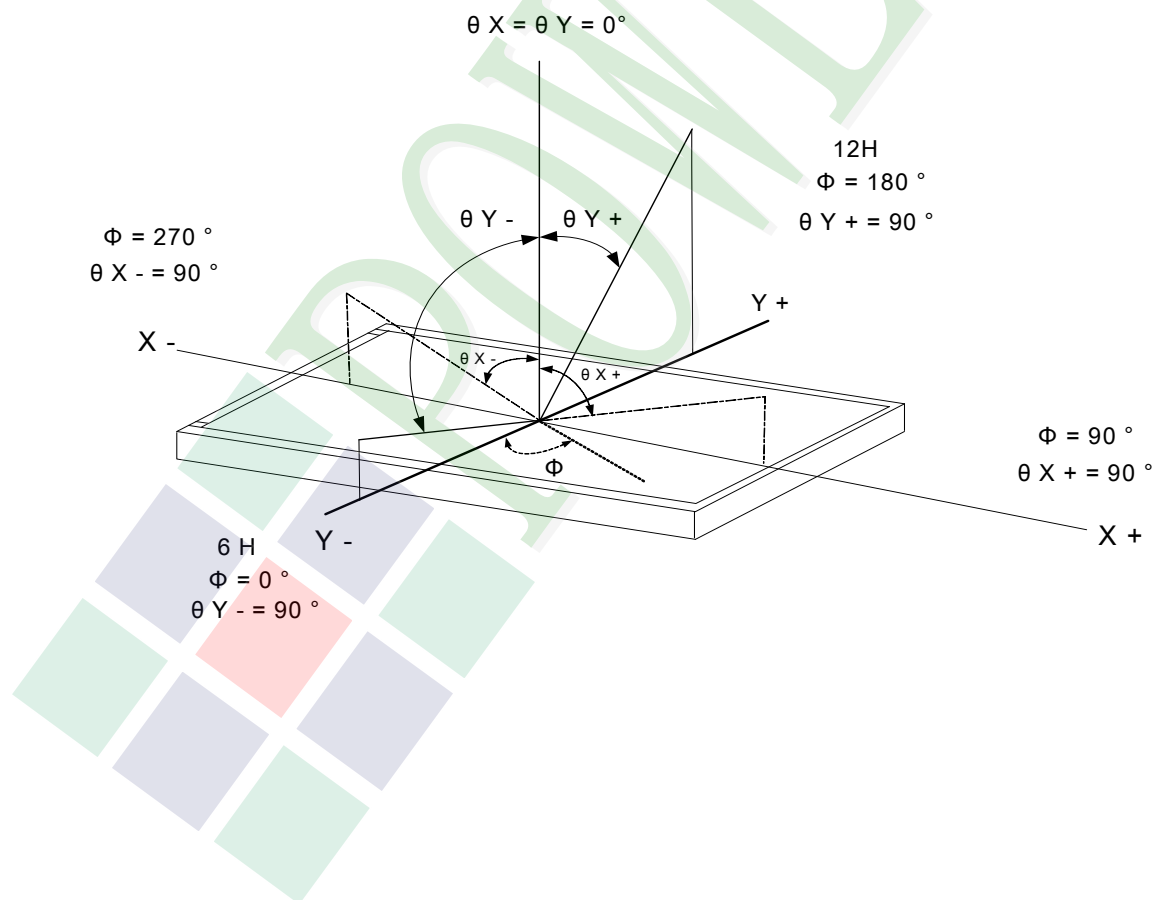 θ X = θ Y = 0°
12H
Φ = 180 °
θ Y + = 90 °
θ Y -
θ Y +
Φ = 270 °
θ X - = 90 °
Y +
X -
θ X -
θ X +
Φ = 90 °
θ X + = 90 °
Φ
X +
Y -
6 H
Φ = 0 °
θ Y - = 90 °